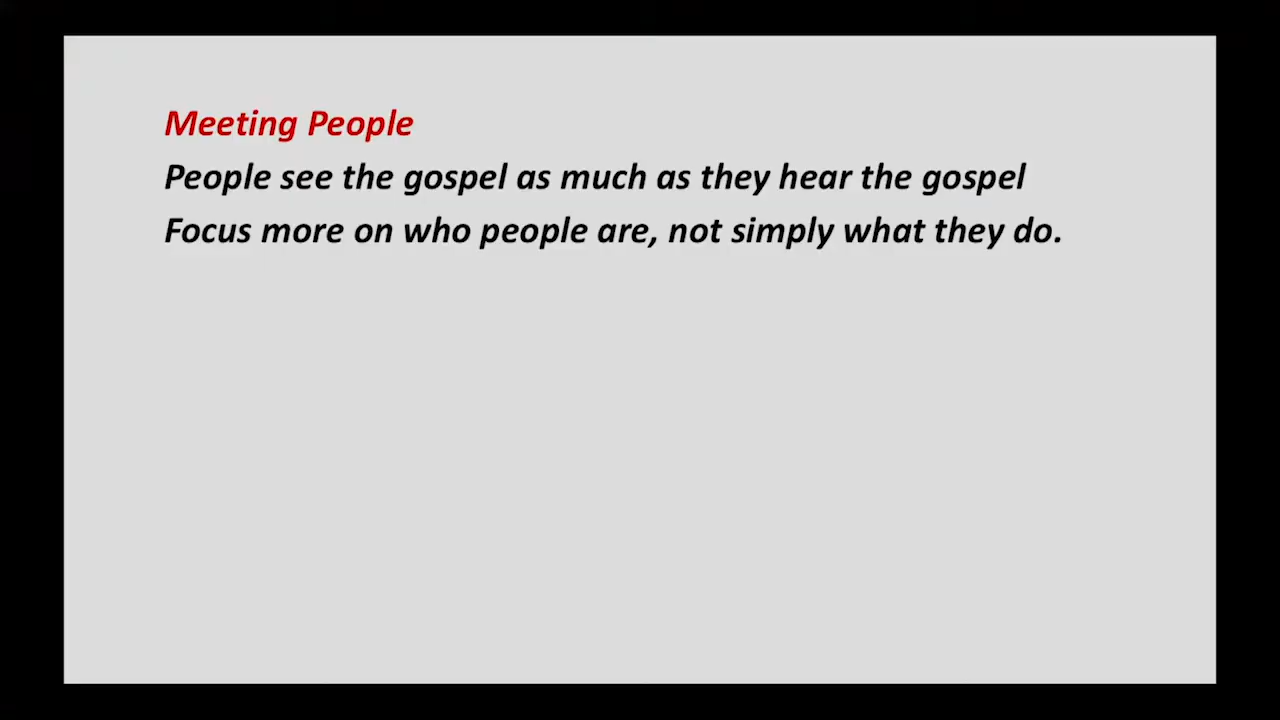 Meeting People
People see the gospel as much as they hear the gospel
Focus more on who people are, not simply what they do.